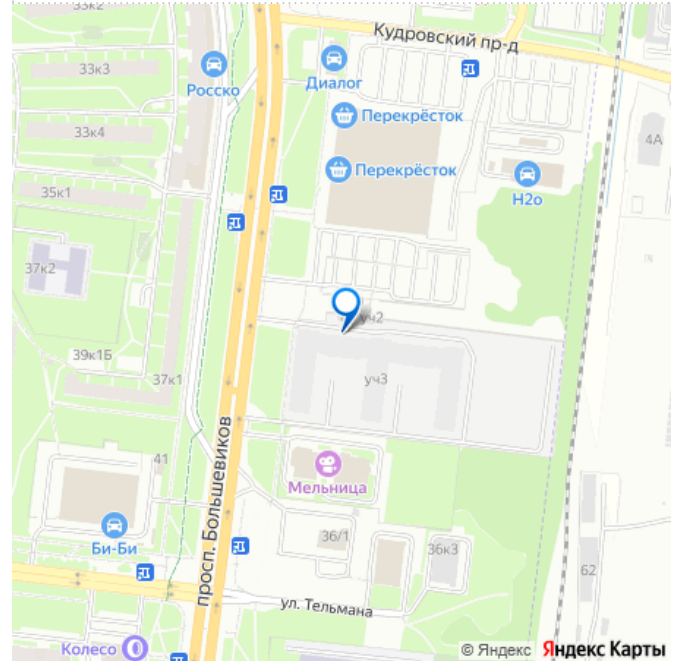 33к2
Кудровский пр-д
33к3
Росско
Диалог
Перекрёсток
33к4
4А
Перекрёсток
35к1
Н2о
37к2
уч2
39к1Б
37к1
уч3
просп. Большевиков
41
Мельница
Би-Би
36/1
36к3
62
ул. Тельмана
Колесо
© Яндекс Яндекс Карты